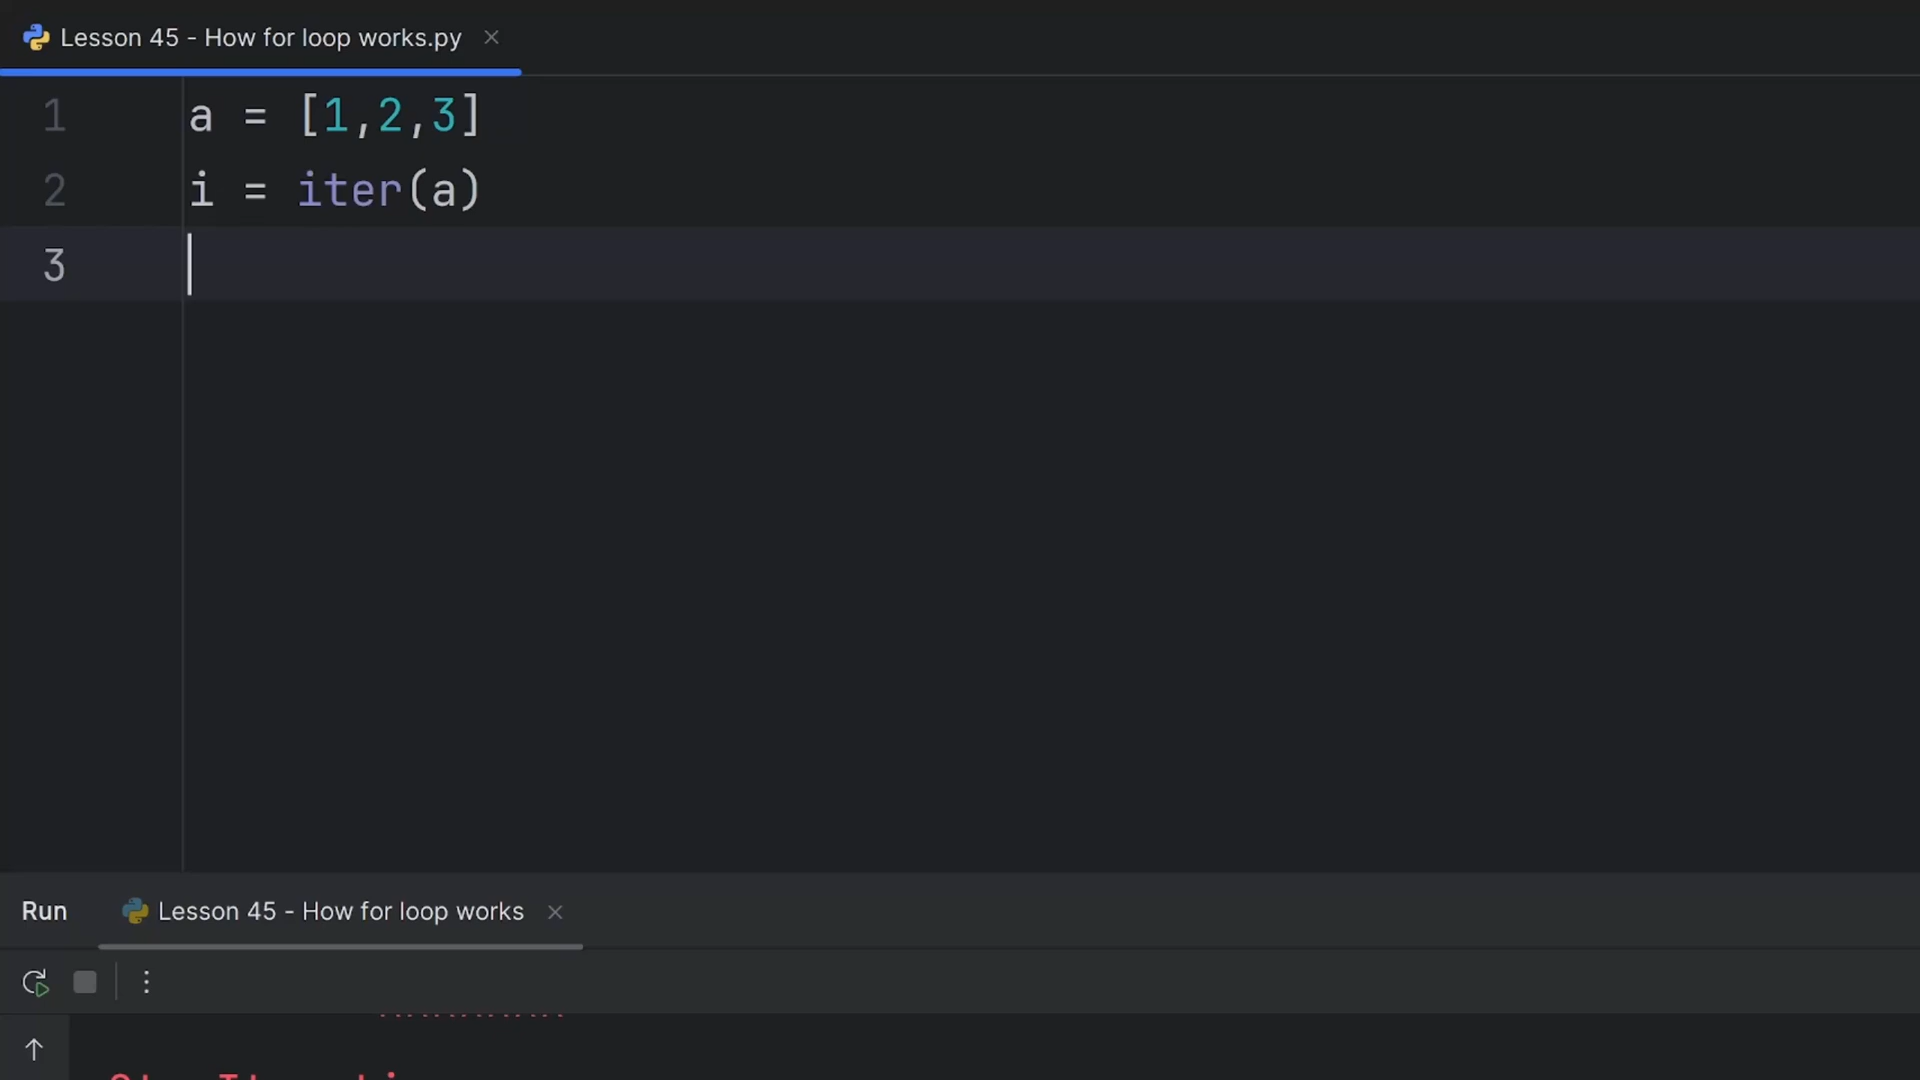 Lesson 45 - How for loop works.py
1 a = [1,2,3]
2 i = iter(a)
3
Run Lesson 45 - How for loop works